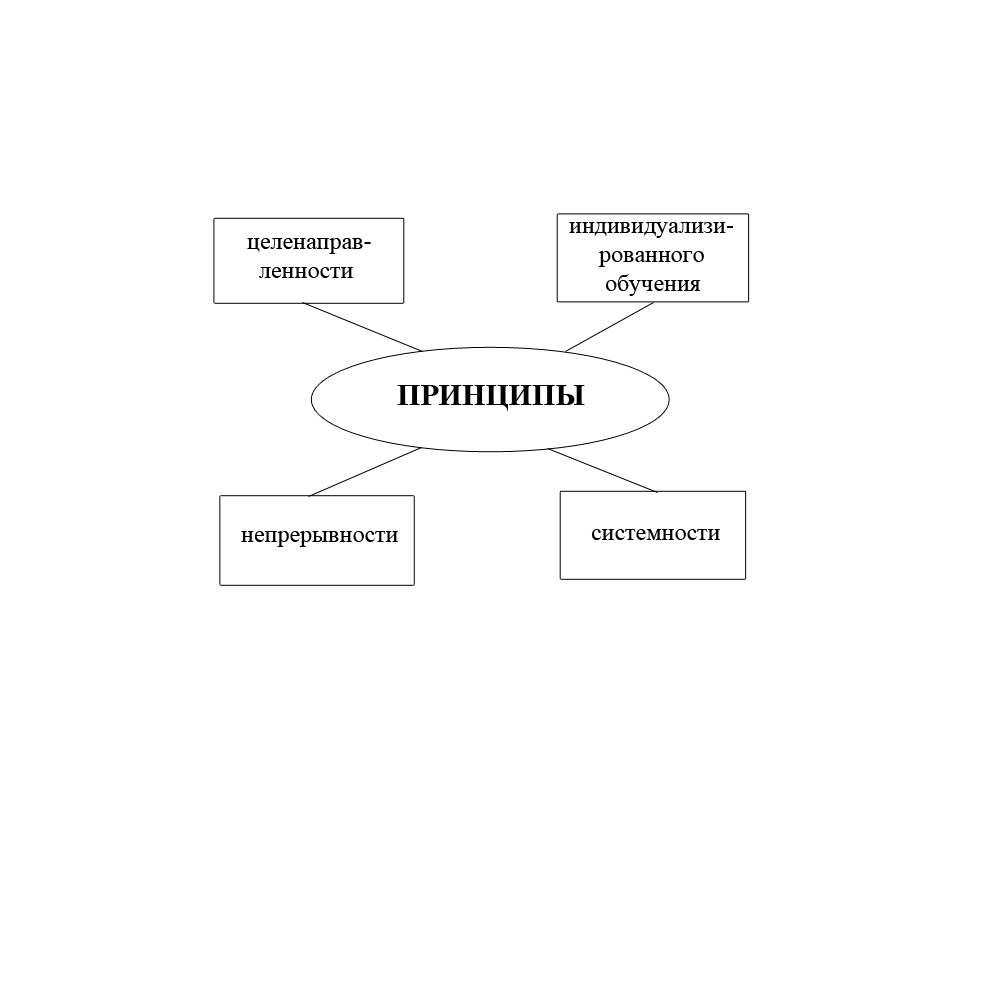 целенаправ-
ленности
индивидуализи-
рованного
обучения
ПРИНЦИПЫ
непрерывности
системности